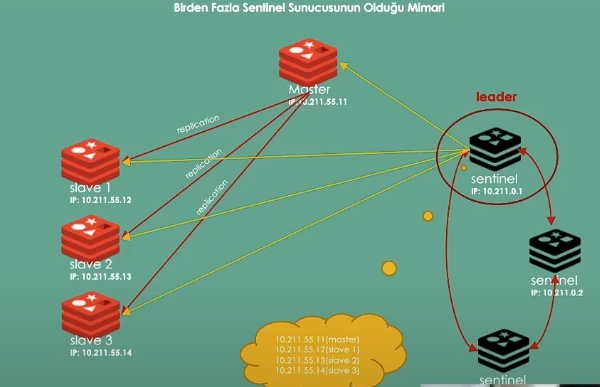 Birden Fazla Sentinel Sunucusunun Olduğu Mimari
Master
IP:10.211.55.11
leader
sentinel
IP: 10.211.0.1
replication
replication
replication
slave 1
IP: 10.211.55.12
slave 2
IP: 10.211.55.13
slave 3
IP: 10.211.55.14
sentinel
IP: 10.211.0.2
sentinel
10.211.55.11(master)
10.211.55.12(slave 1)
10.211.55.13(slave 2)
10.211.55.14(slave 3)